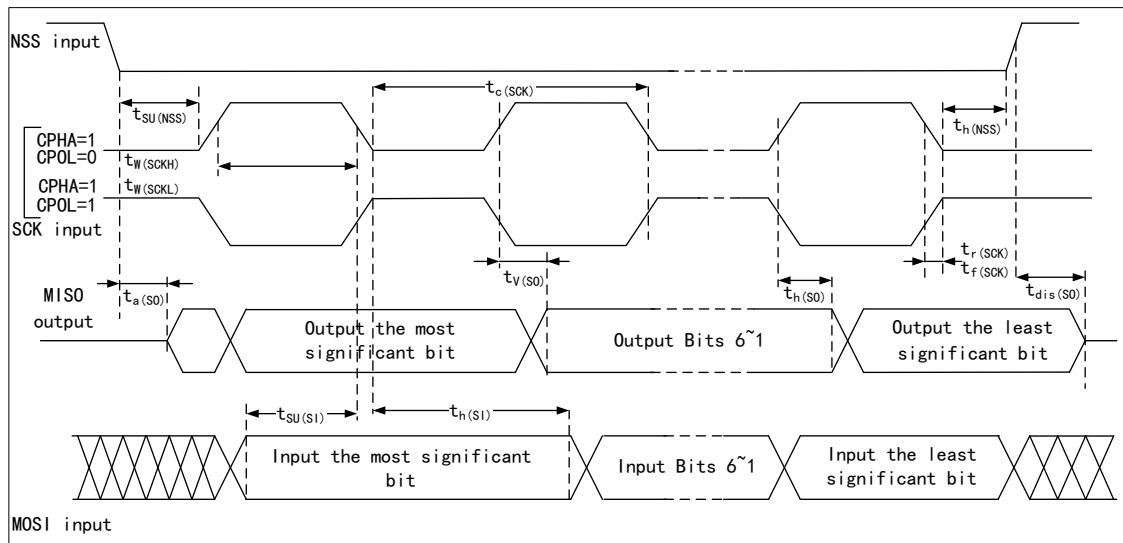 NSS input
tc(SCK)
tSU(NSS)
th(NSS)
CPHA=1
CPOL=0
tW(SCKH)
CPHA=1
tW(SCKL)
CPOL=1
SCK input
tr(SCK)
tV(SO)
tf(SCK)
MISO
output
ta(SO)
th(SO)
tdis(SO)
Output the most
significant bit
Output Bits 6~1
Output the least
significant bit
tSU(SI)
th(SI)
Input the most significant
bit
Input Bits 6~1
Input the least
significant bit
MOSI input